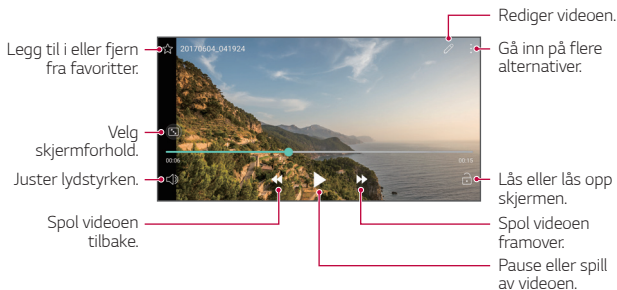 Rediger videoen.
Legg til i eller fjern
fra favoritter.
20170604_041924
Gå inn på flere
alternativer.
Velg
skjermforhold.
00:06
00:15
Juster lydstyrken.
Lås eller lås opp
skjermen.
Spol videoen
tilbake.
Spol videoen
framover.
Pause eller spill
av videoen.